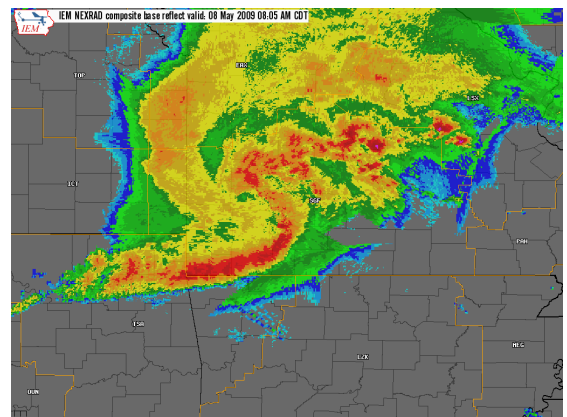 IEM NEXRAD composite base reflect valid: 08 May 2009 08:05 AM CDT
IEM
EAX
TOP
LSX
ICT
SGF
PAH
TSA
LZK
MEG
OUN